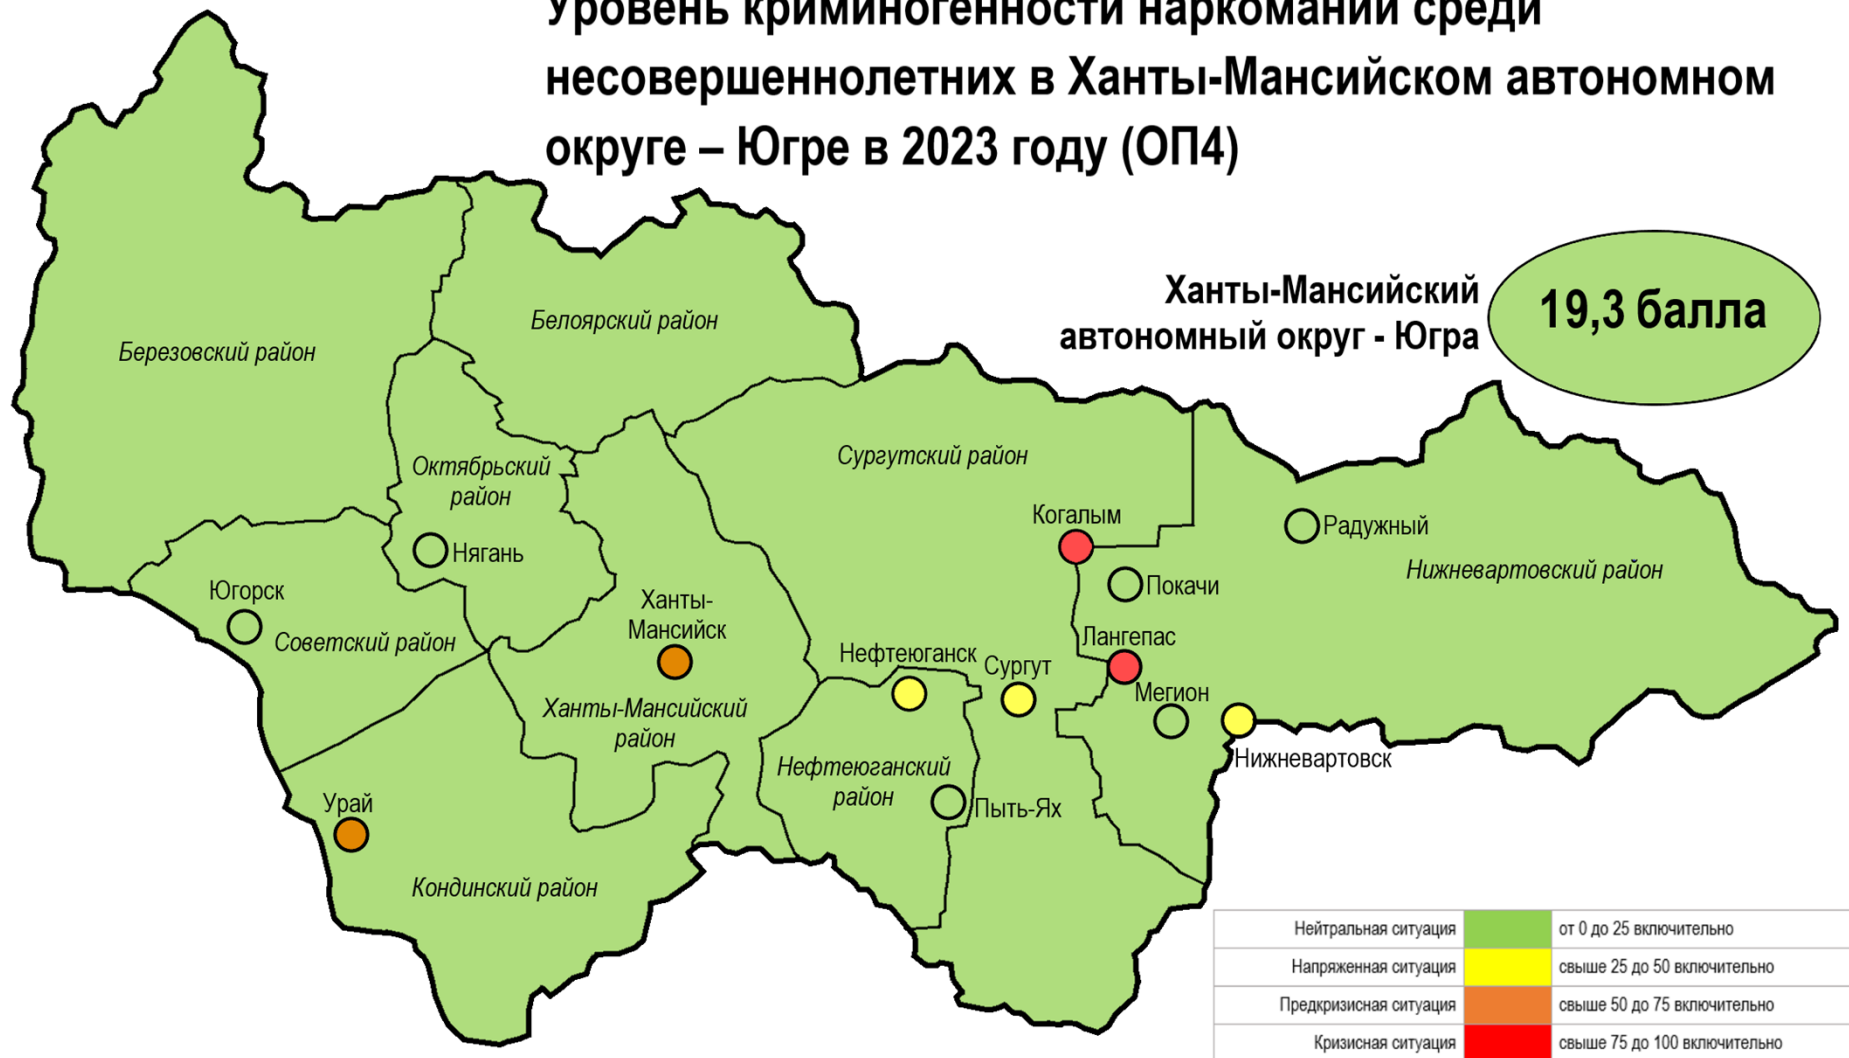 Уровень криминогенности наркомании среди
несовершеннолетних в Ханты-Мансийском автономном
округе – Югре в 2023 году (ОП4)
Ханты-Мансийский
автономный округ - Югра
19,3 балла
Белоярский район
Березовский район
Октябрьский
район
Сургутский район
Когалым
Радужный
Нижневартовский район
Нягань
Покачи
Югорск
Советский район
Ханты-
Мансийск
Лангепас
Нефтеюганск
Сургут
Мегион
Ханты-Мансийский
район
Нижневартовск
Нефтеюганский
район
Пыть-Ях
Урай
Кондинский район
Нейтральная ситуация от 0 до 25 включительно
Напряженная ситуация свыше 25 до 50 включительно
Предкризисная ситуация свыше 50 до 75 включительно
Кризисная ситуация свыше 75 до 100 включительно